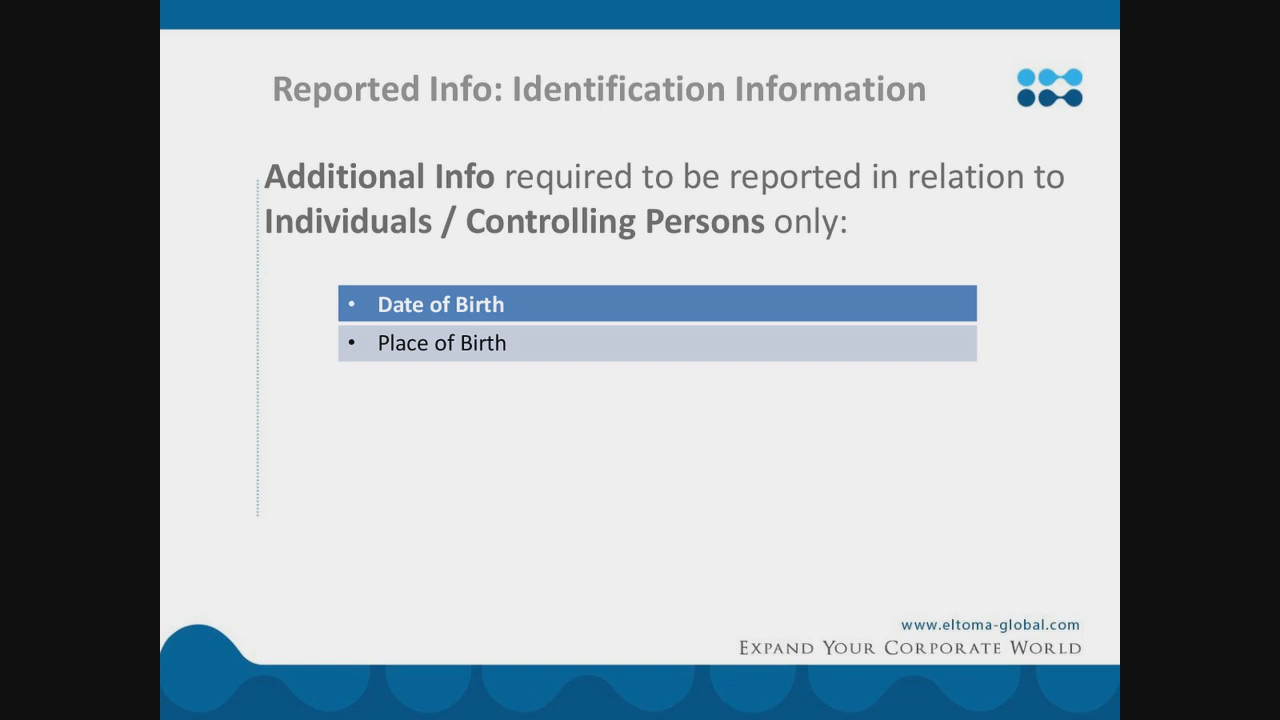 Reported Info: Identification Information
Additional Info required to be reported in relation to
Individuals / Controlling Persons only:
• Date of Birth
• Place of Birth
www.eltoma-global.com
Expand Your Corporate World